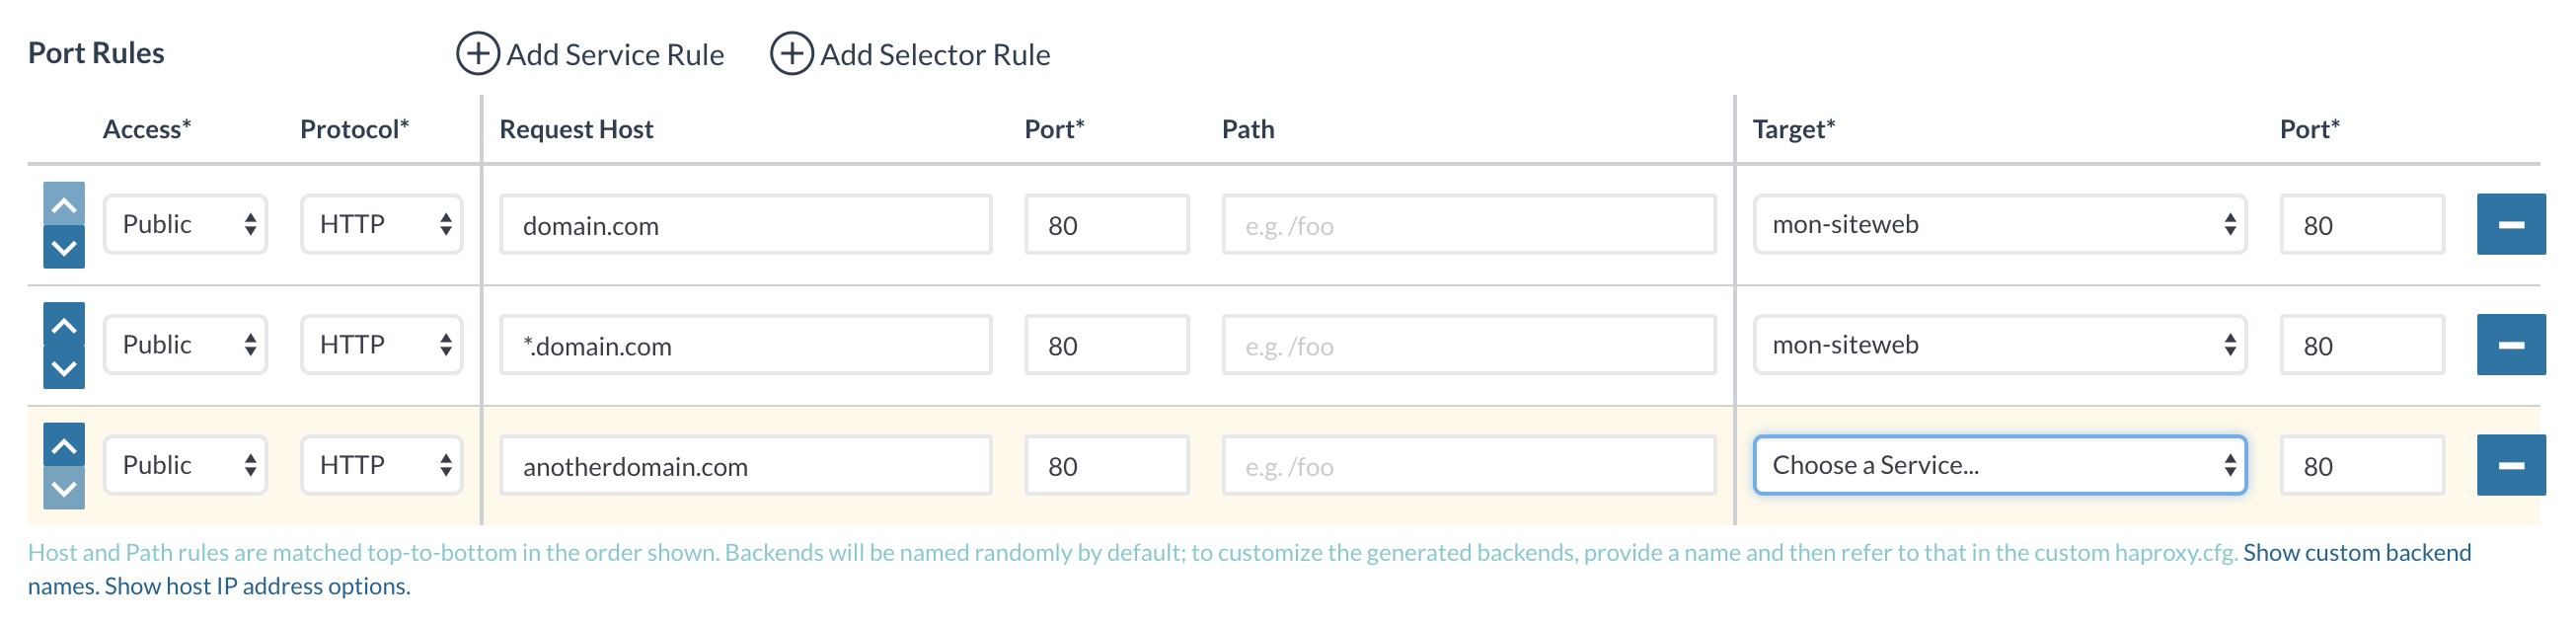 Port Rules Add Service Rule Add Selector Rule
Access* Protocol* Request Host Port* Path Target* Port*
Public HTTP domain.com 80 e.g. /foo mon-siteweb 80
Public HTTP *.domain.com 80 e.g. /foo mon-siteweb 80
Public HTTP anotherdomain.com 80 e.g. /foo Choose a Service... 80
Host and Path rules are matched top-to-bottom in the order shown. Backends will be named randomly by default; to customize the generated backends, provide a name and then refer to that in the custom haproxy.cfg. Show custom backend
names. Show host IP address options.